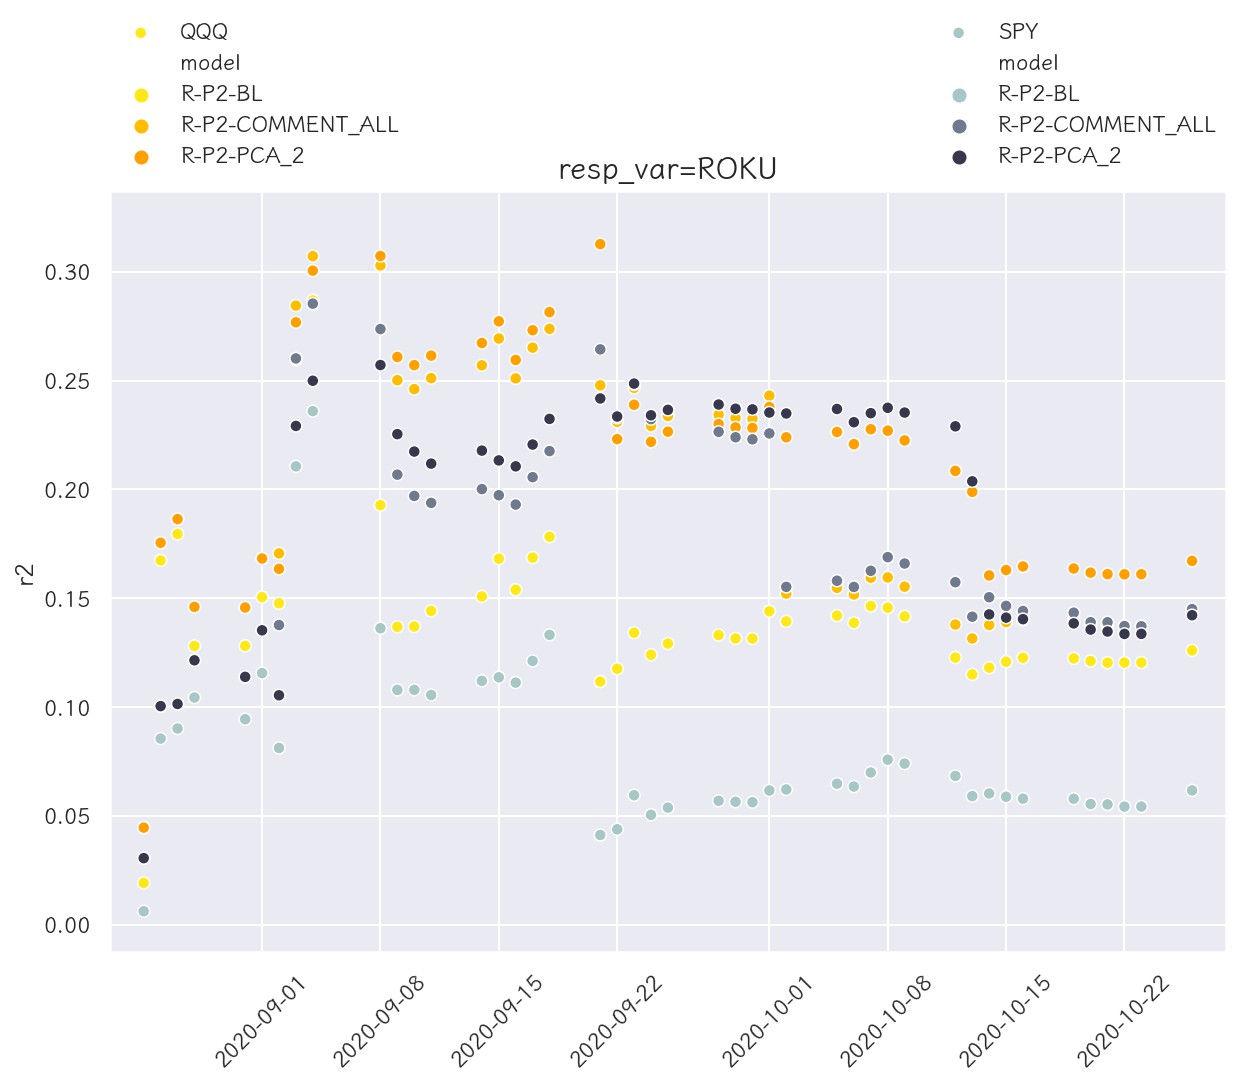 QQQ
model
R-P2-BL
R-P2-COMMENT_ALL
R-P2-PCA_2
SPY
model
R-P2-BL
R-P2-COMMENT_ALL
R-P2-PCA_2
resp_var=ROKU
r2
0.30
0.25
0.20
0.15
0.10
0.05
0.00
2020-09-01
2020-09-08
2020-09-15
2020-09-22
2020-10-01
2020-10-08
2020-10-15
2020-10-22